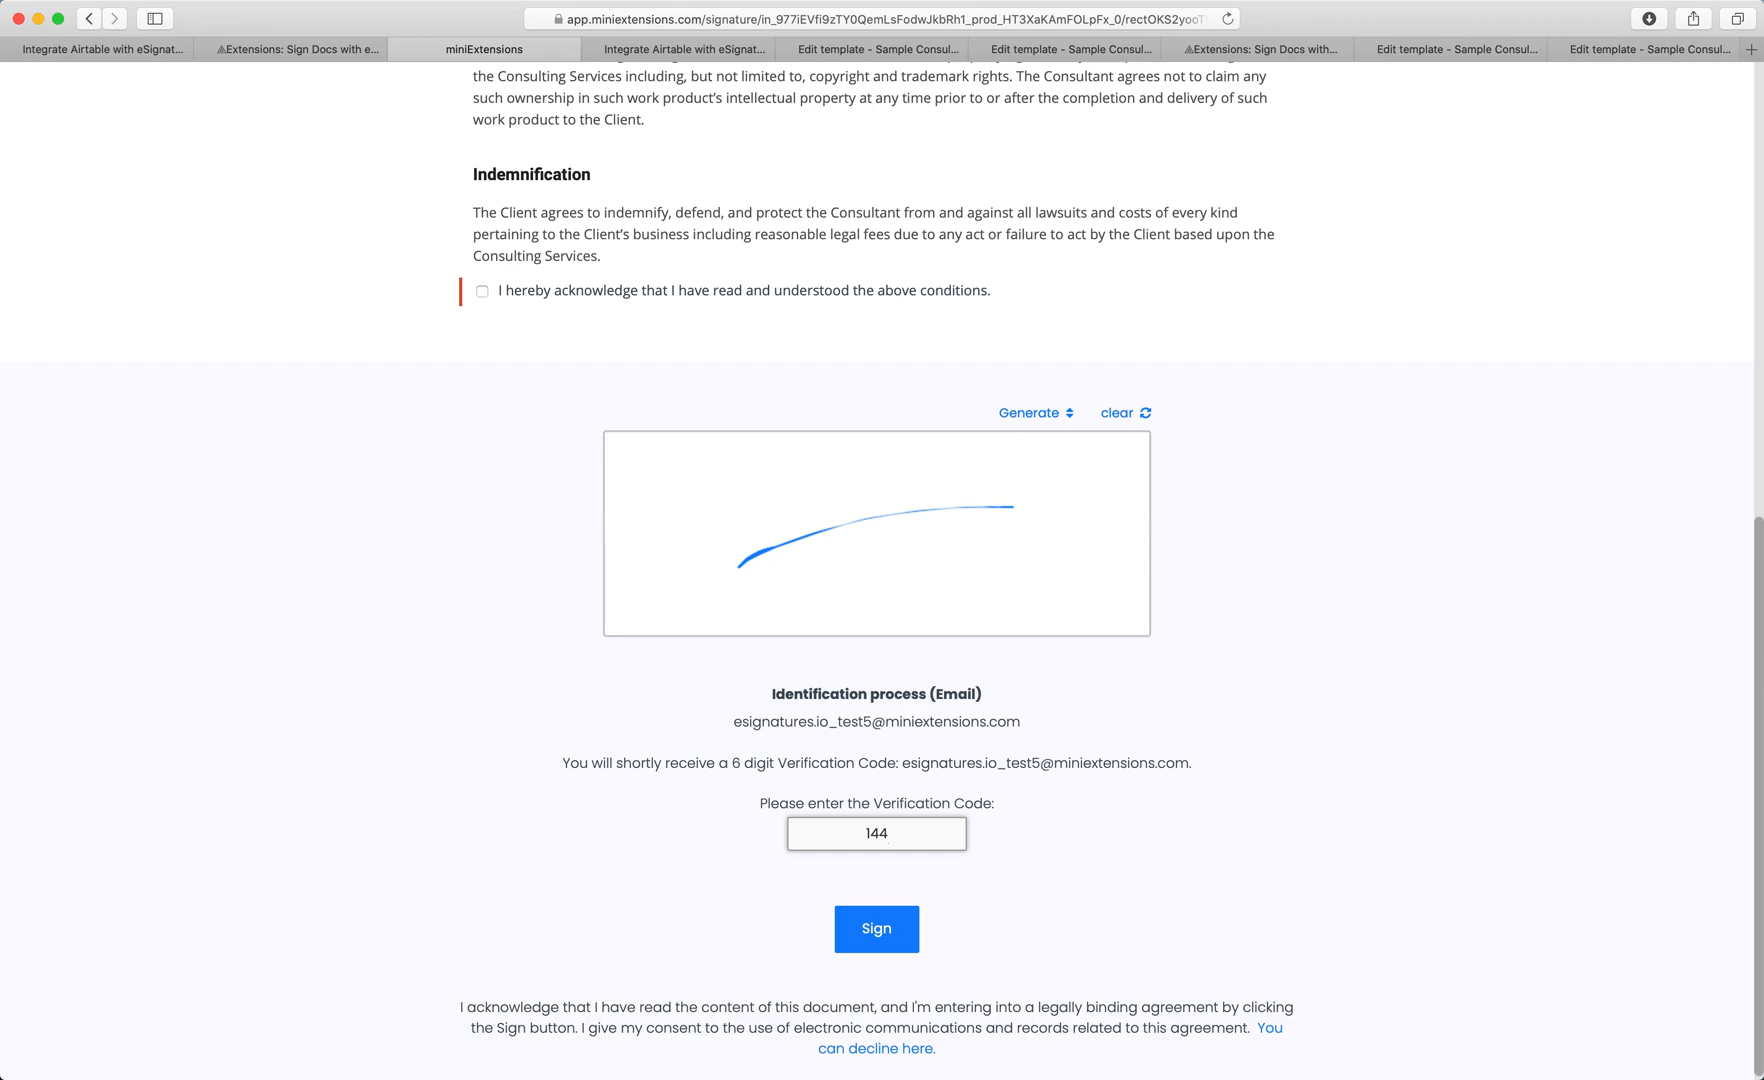 app.miniextensions.com/signature/in_977iEVfi9zTY0QemLsFodwJkbRh1_prod_HT3XaKAmFOLpFx_0/rectOKS2yooT
Integrate Airtable with eSignat...
Extensions: Sign Docs with e...
miniExtensions
Integrate Airtable with eSignat...
Edit template - Sample Consul...
Edit template - Sample Consul...
Extensions: Sign Docs with...
Edit template - Sample Consul...
Edit template - Sample Consul...
the Consulting Services including, but not limited to, copyright and trademark rights. The Consultant agrees not to claim any
such ownership in such work product’s intellectual property at any time prior to or after the completion and delivery of such
work product to the Client.
Indemnification
The Client agrees to indemnify, defend, and protect the Consultant from and against all lawsuits and costs of every kind
pertaining to the Client’s business including reasonable legal fees due to any act or failure to act by the Client based upon the
Consulting Services.
I hereby acknowledge that I have read and understood the above conditions.
Generate
clear
Identification process (Email)
esignatures.io_test5@miniextensions.com
You will shortly receive a 6 digit Verification Code: esignatures.io_test5@miniextensions.com.
Please enter the Verification Code:
144
Sign
I acknowledge that I have read the content of this document, and I'm entering into a legally binding agreement by clicking
the Sign button. I give my consent to the use of electronic communications and records related to this agreement. You
can decline here.